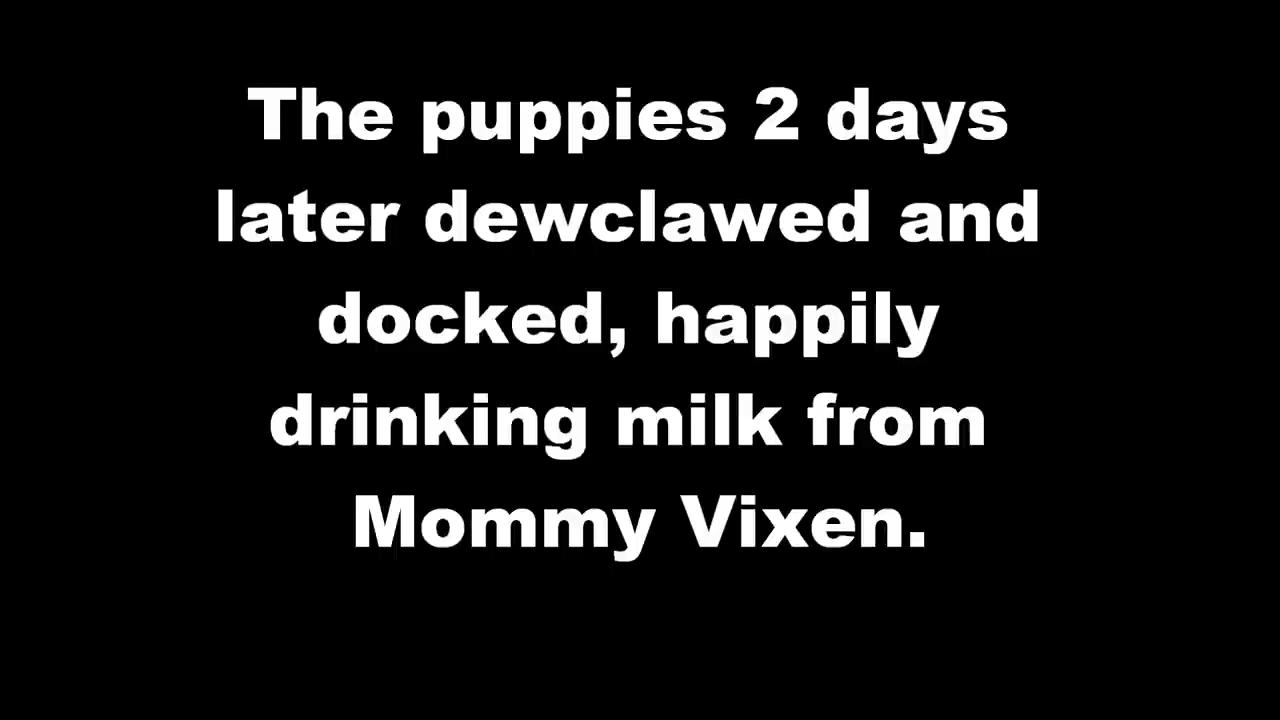 The puppies 2 days
later dewclawed and
docked, happily
drinking milk from
Mommy Vixen.